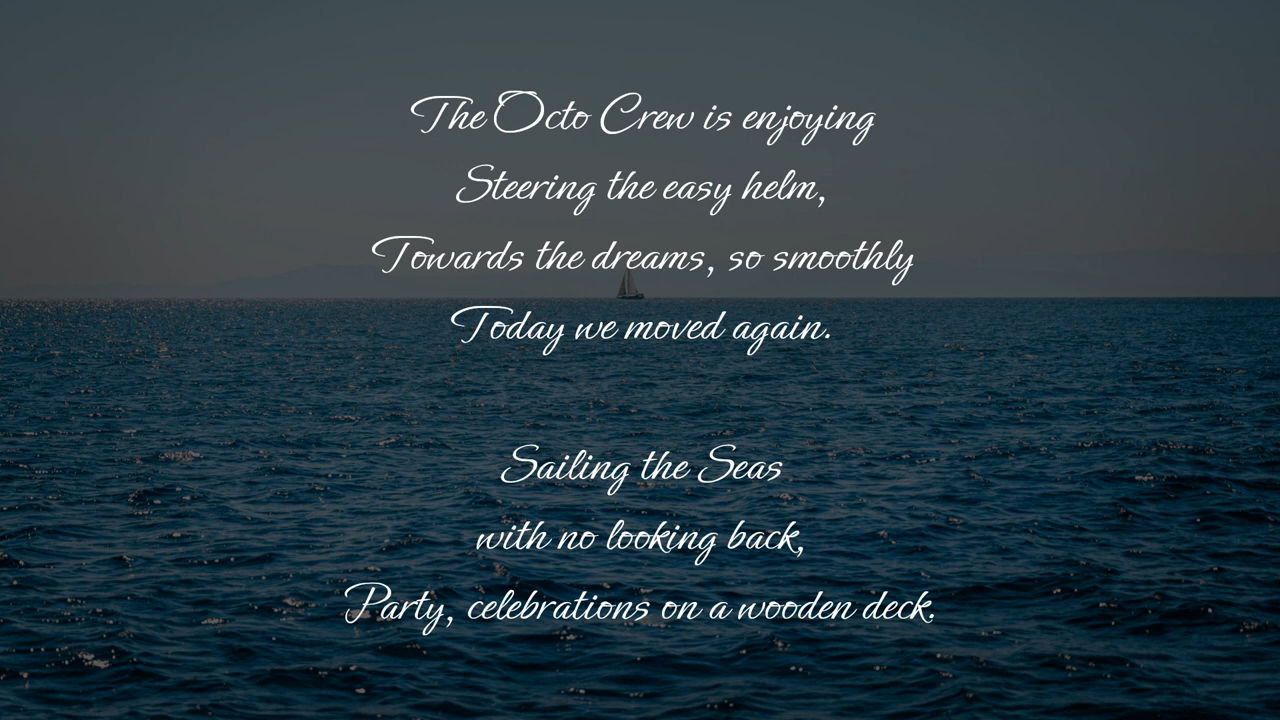 The Octo Crew is enjoying
Steering the easy helm,
Towards the dreams, so smoothly
Today we moved again.
Sailing the Seas
with no looking back,
Party, celebrations on a wooden deck.